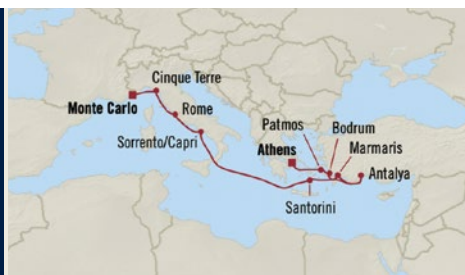 Cinque Terre
Monte Carlo
Rome
Sorrento/Capri
Patmos
Bodrum
Marmaris
Athens
Antalya
Santorini